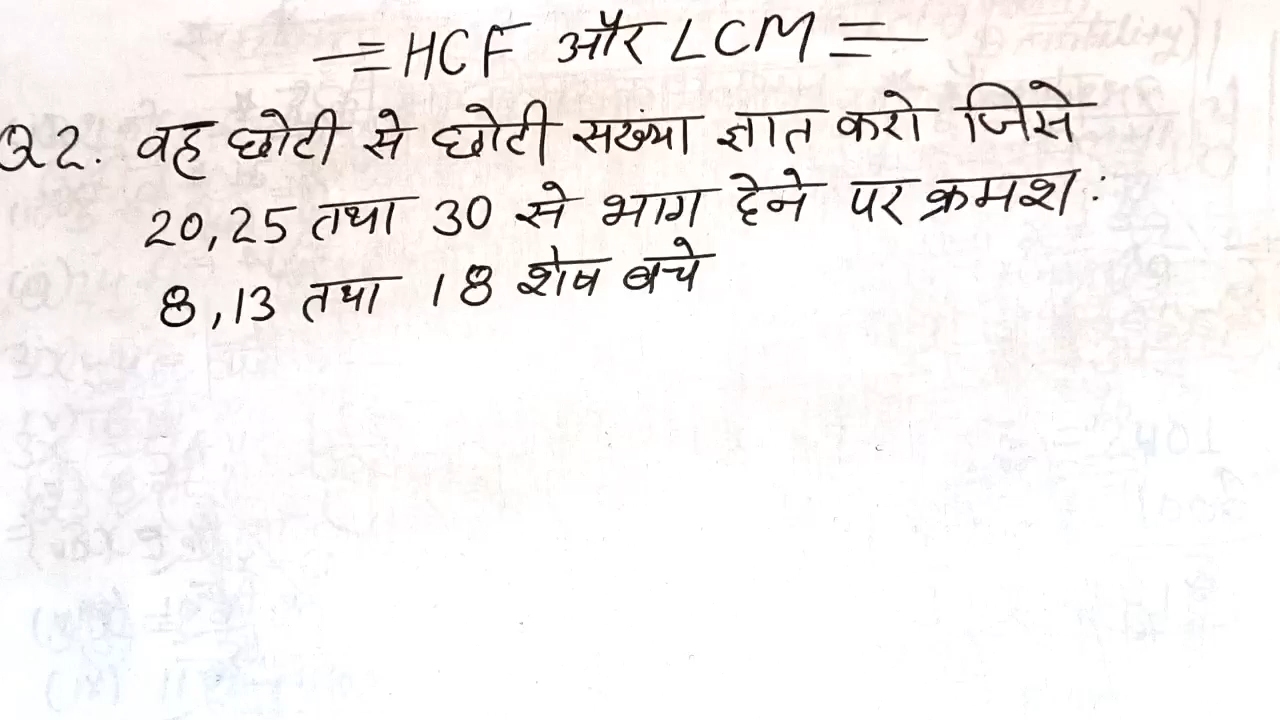 = HCF और LCM =
Q2. वह छोटी से छोटी सख्ंया ज्ञात करो जिसे
20,25 तथा 30 से भाग देने पर क्रमश:
8,13 तथा 18 शेष बचे